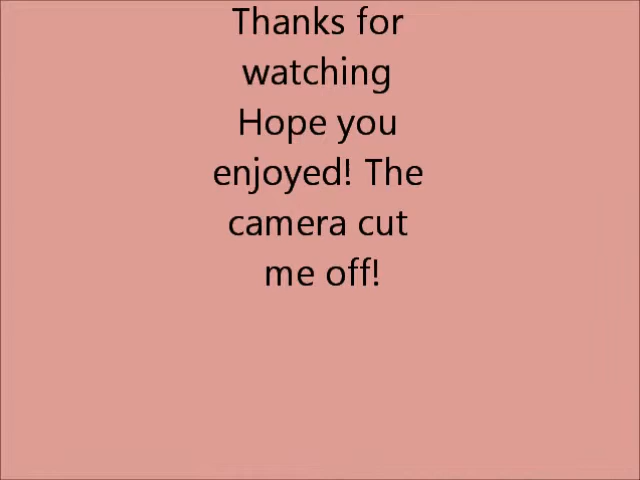 Thanks for
watching
Hope you
enjoyed! The
camera cut
me off!